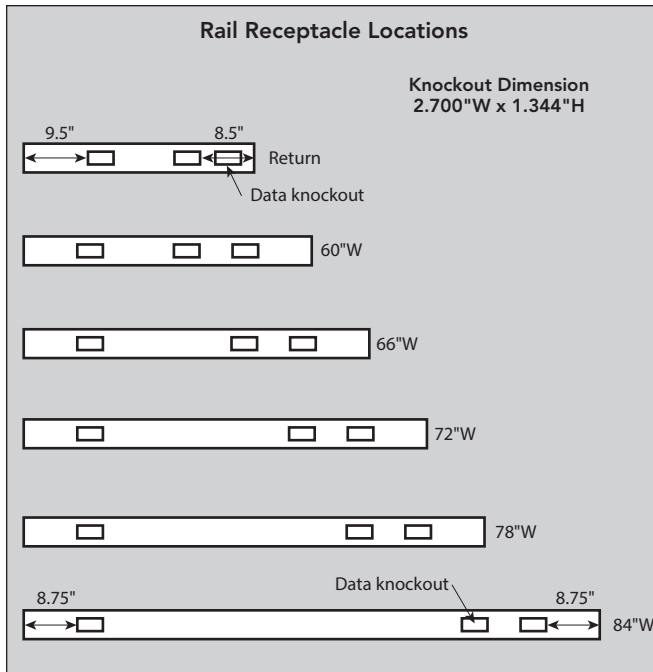 Rail Receptacle Locations
Knockout Dimension
2.700"W x 1.344"H
9.5"
8.5"
Return
Data knockout
60"W
66"W
72"W
78"W
8.75"
Data knockout
8.75"
84"W